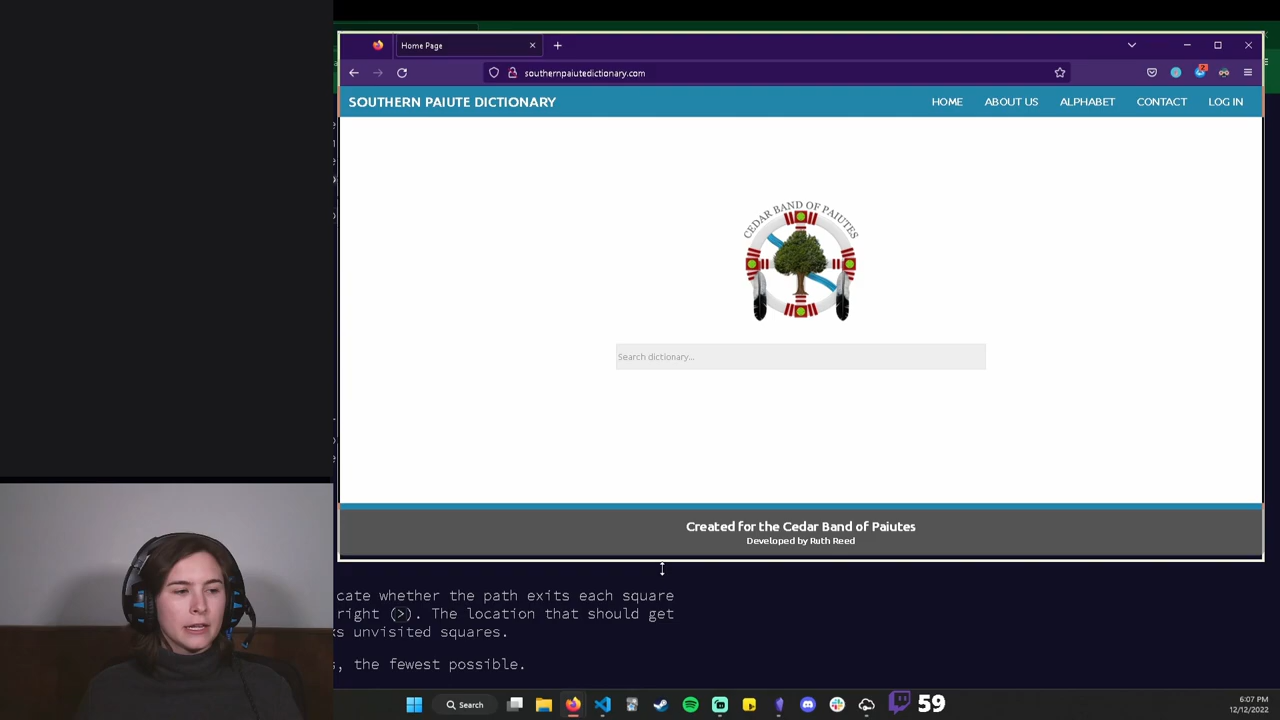 Home Page
southernpaiutedictionary.com
2
SOUTHERN PAIUTE DICTIONARY
HOME
ABOUT US
ALPHABET
CONTACT
LOG IN
CEDAR BAND OF PAIUTES
Search dictionary...
Created for the Cedar Band of Paiutes
Developed by Ruth Reed
cate whether the path exits each square
right (>). The location that should get
s unvisited squares.
, the fewest possible.
Search
59
6:07 PM
12/12/2022